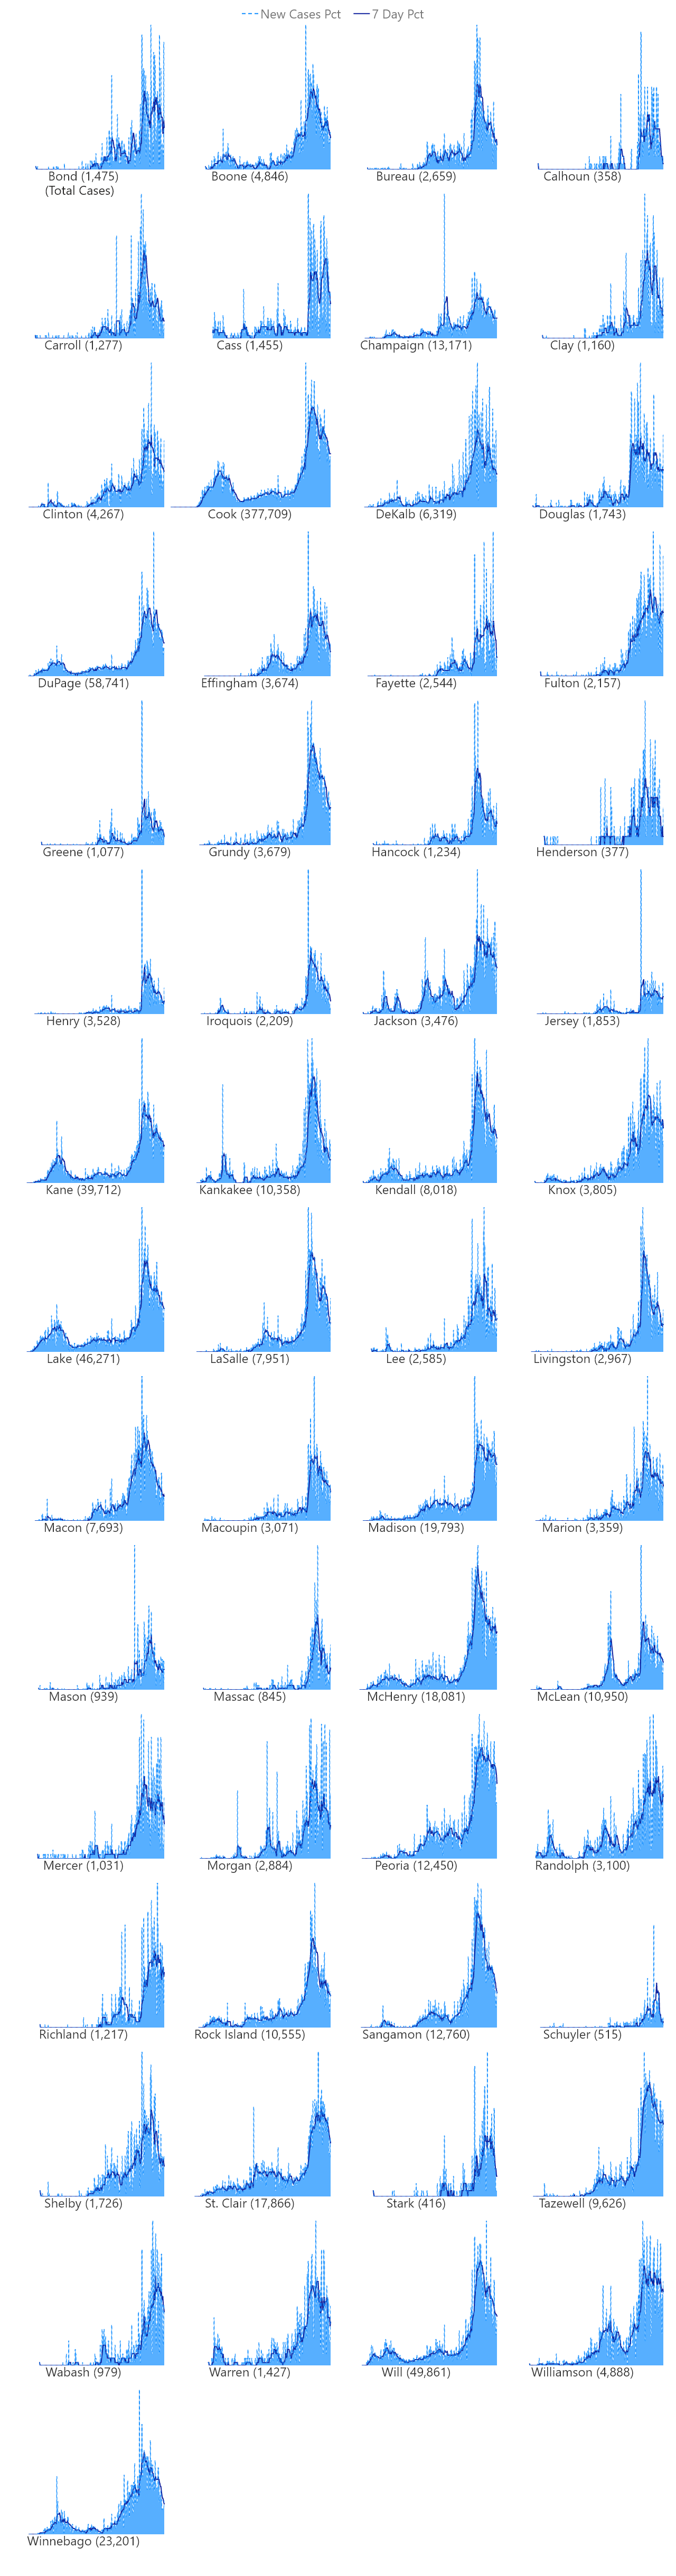 New Cases Pct 7 Day Pct
Bond (1,475) Boone (4,846) Bureau (2,659) Calhoun (358)
(Total Cases)
Carroll (1,277) Cass (1,455) Champaign (13,171) Clay (1,160)
Clinton (4,267) Cook (377,709) DeKalb (6,319) Douglas (1,743)
DuPage (58,741) Effingham (3,674) Fayette (2,544) Fulton (2,157)
Greene (1,077) Grundy (3,679) Hancock (1,234) Henderson (377)
Henry (3,528) Iroquois (2,209) Jackson (3,476) Jersey (1,853)
Kane (39,712) Kankakee (10,358) Kendall (8,018) Knox (3,805)
Lake (46,271) LaSalle (7,951) Lee (2,585) Livingston (2,967)
Macon (7,693) Macoupin (3,071) Madison (19,793) Marion (3,359)
Mason (939) Massac (845) McHenry (18,081) McLean (10,950)
Mercer (1,031) Morgan (2,884) Peoria (12,450) Randolph (3,100)
Richland (1,217) Rock Island (10,555) Sangamon (12,760) Schuyler (515)
Shelby (1,726) St. Clair (17,866) Stark (416) Tazewell (9,626)
Wabash (979) Warren (1,427) Will (49,861) Williamson (4,888)
Winnebago (23,201)